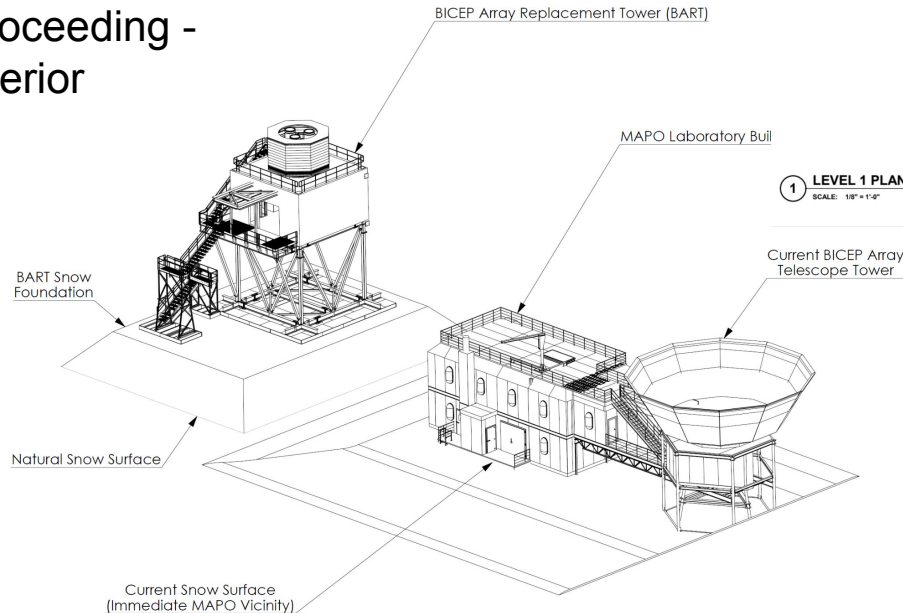 oceeding -
erior
BICEP Array Replacement Tower (BART)
MAPO Laboratory Buil
1
LEVEL 1 PLAN
SCALE: 1/8" = 1'-0"
Current BICEP Array
Telescope Tower
BART Snow
Foundation
Natural Snow Surface
Current Snow Surface
(Immediate MAPO Vicinity)